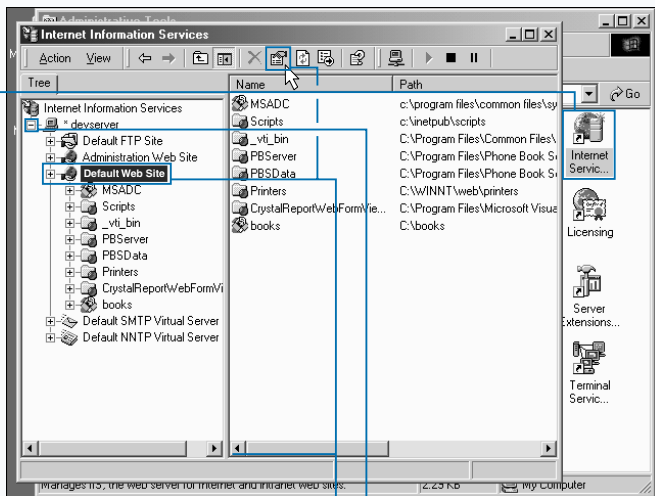 Administrative Tools
Internet Information Services
Action View
Tree
Name Path
Go
Internet Information Services
* devserver
Default FTP Site
Administration Web Site
Default Web Site
MSADC
Scripts
_vti_bin
PBServer
PBSData
Printers
CrystalReportWebFormVi
books
Default SMTP Virtual Server
Default NNTP Virtual Server
MSADC c:\program files\common files\sy
Scripts c:\inetpub\scripts
_vti_bin C:\Program Files\Common Files\
PBServer C:\Program Files\Phone Book S
PBSData C:\Program Files\Phone Book S
Printers C:\WINNT\web\printers
CrystalReportWebFormVie... C:\Program Files\Microsoft Visua
books C:\books
Internet
Servic...
Licensing
Server
Extensions...
Terminal
Servic...
Manages IIS, the web server for Internet and intranet web sites. 2.29 KB My Computer